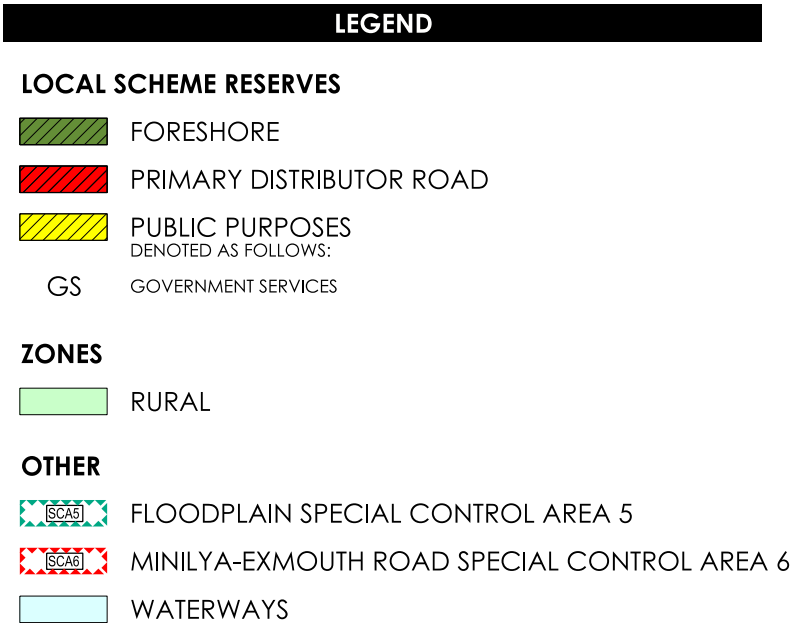 LEGEND
LOCAL SCHEME RESERVES
FORESHORE
PRIMARY DISTRIBUTOR ROAD
PUBLIC PURPOSES
DENOTED AS FOLLOWS:
GS GOVERNMENT SERVICES
ZONES
RURAL
OTHER
SCA5 FLOODPLAIN SPECIAL CONTROL AREA 5
SCA6 MINILYA-EXMOUTH ROAD SPECIAL CONTROL AREA 6
WATERWAYS